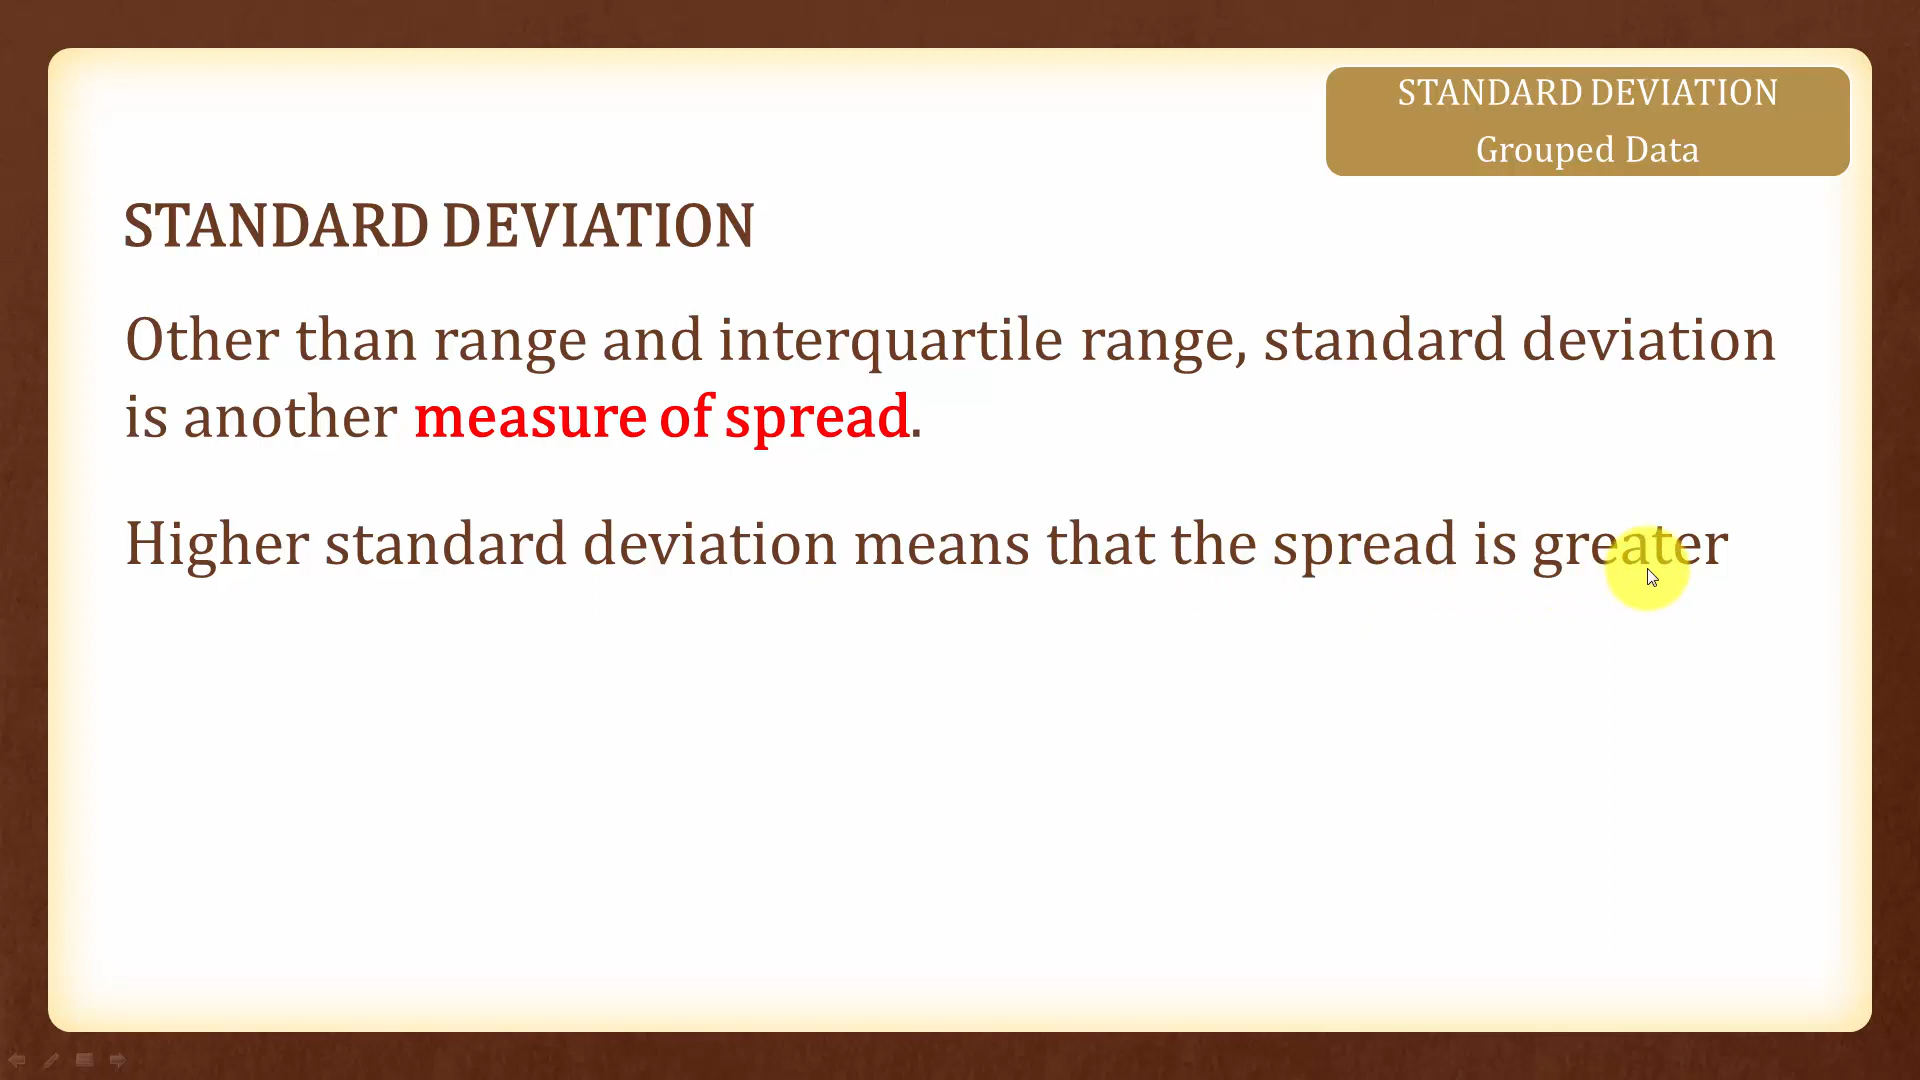 STANDARD DEVIATION
Grouped Data
STANDARD DEVIATION
Other than range and interquartile range, standard deviation
is another measure of spread.
Higher standard deviation means that the spread is greater